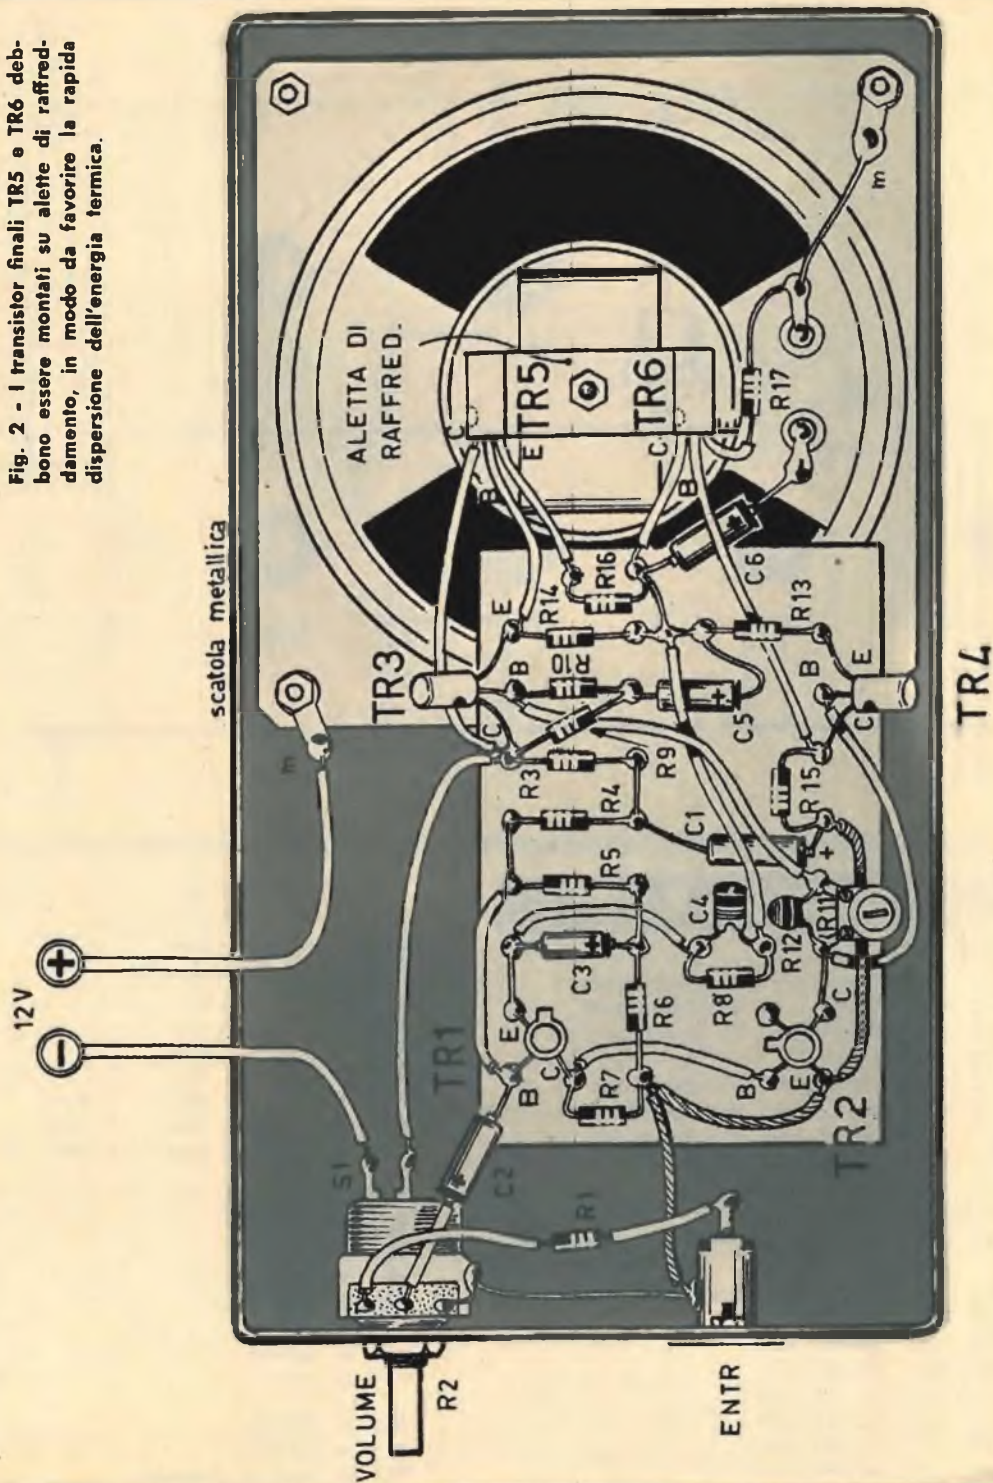 Fig. 2 - I transistor finali TR5 e TR6 deb-
bono essere montati su alette di raffred-
damento, in modo da favorire la rapida
dispersione dell'energia termica.
12V
scatola metallica
m
ALETTA DI
RAFFRED.
TR5
TR6
C
B
E
C
B
E
R17
m
TR3
E
B
C
R14
R10
R16
C6
R13
E
B
C
TR4
R3
R9
C5
R15
R4
C1
+
R5
C4
R11
R12
C3
R8
R6
C
B
E
TR2
TR1
E
B
C
R7
S1
C2
R1
VOLUME
R2
ENTR